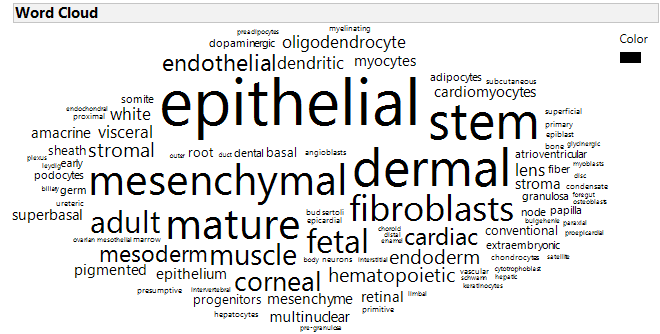 Word Cloud
Color
preadipocytes
myelinating
dopaminergic
oligodendrocyte
endothelial
dendritic
myocytes
adipocytes
subcutaneous
cardiomyocytes
epithelial
stem
somite
endochondral
proximal
white
amacrine
visceral
superficial
primary
epiblast
glycinergic
bone
sheath
stromal
outer
root
duct
dental
basal
angioblasts
dermal
atrioventricular
plexus
early
leydig
podocytes
mesenchymal
lens
fiber
myoblasts
disc
stroma
condensate
billiary
germ
granulosa
foregut
osteoblasts
ureteric
superbasal
adult
mature
bud
sertoli
epicardial
fibroblasts
node
papilla
bulgehenle
paraxial
conventional
proepicardial
ovarian
mesothelial
marrow
fetal
choroid
distal
enamel
cardiac
extraembryonic
mesoderm
muscle
body
neurons
interstitial
endoderm
chondrocytes
satellite
pigmented
epithelium
corneal
hematopoietic
vascular
cytotrophoblast
schwann
hepatic
keratinocytes
presumptive
intervertebral
progenitors
mesenchyme
retinal
limbal
hepatocytes
multinuclear
primitive
pre-granulosa